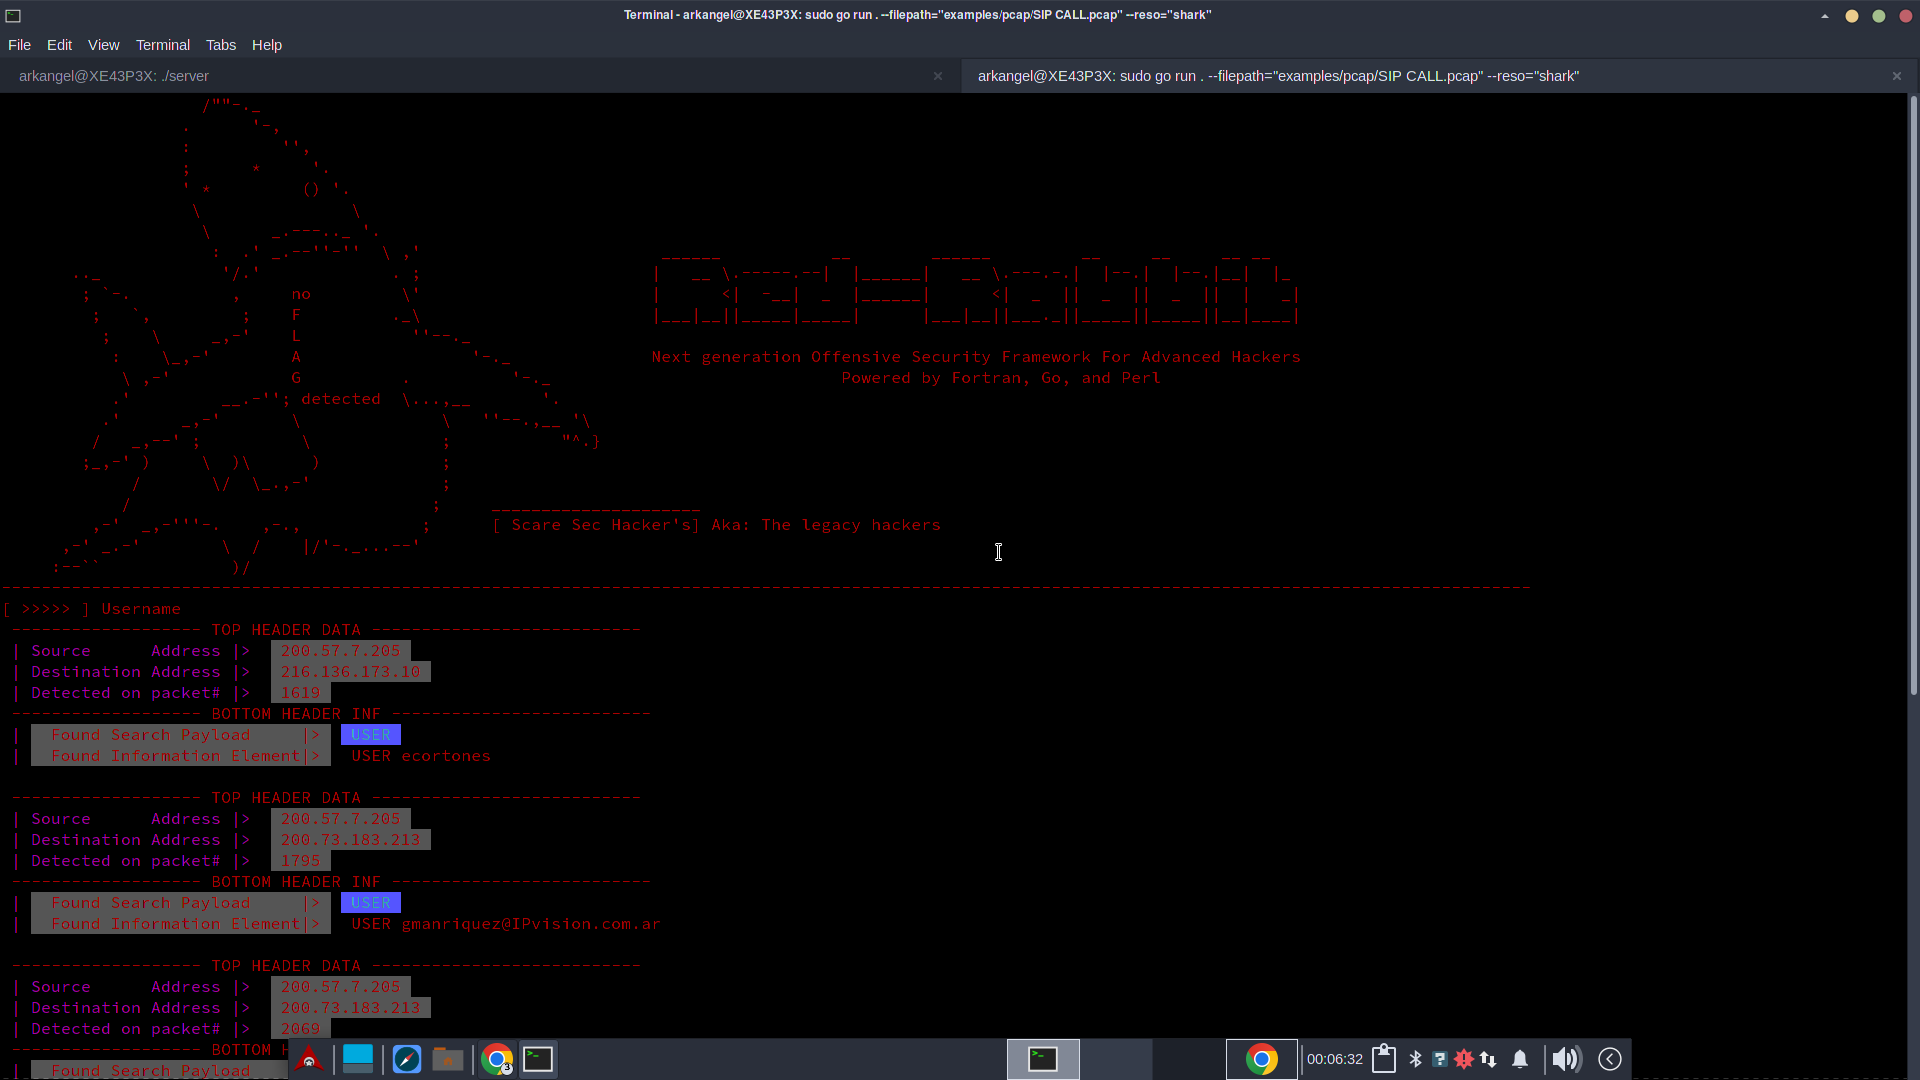 Terminal - arkangel@XE43P3X: sudo go run . --filepath="examples/pcap/SIP CALL.pcap" --reso="shark"
File Edit View Terminal Tabs Help
arkangel@XE43P3X: ./server
arkangel@XE43P3X: sudo go run . --filepath="examples/pcap/SIP CALL.pcap" --reso="shark"
Red-Rabbit
no
F
L
A
G
detected
Next generation Offensive Security Framework For Advanced Hackers
Powered by Fortran, Go, and Perl
[ Scare Sec Hacker's] Aka: The legacy hackers
[ >>>>> ] Username
------------------- TOP HEADER DATA ---------------------------
| Source      Address |> 200.57.7.205
| Destination Address |> 216.136.173.10
| Detected on packet# |> 1619
------------------- BOTTOM HEADER INF --------------------------
| Found Search Payload     |> USER
| Found Information Element|> USER ecortones
------------------- TOP HEADER DATA ---------------------------
| Source      Address |> 200.57.7.205
| Destination Address |> 200.73.183.213
| Detected on packet# |> 1795
------------------- BOTTOM HEADER INF --------------------------
| Found Search Payload     |> USER
| Found Information Element|> USER gmanriquez@IPvision.com.ar
------------------- TOP HEADER DATA ---------------------------
| Source      Address |> 200.57.7.205
| Destination Address |> 200.73.183.213
| Detected on packet# |> 2069
------------------- BOTTOM H
| Found Search Payload
3
00:06:32